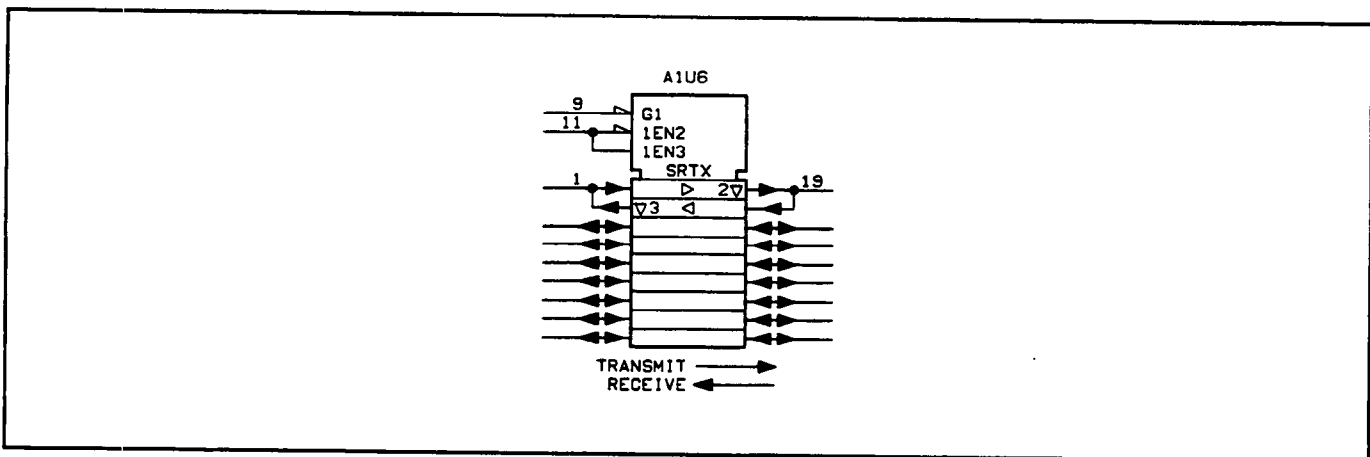 A1U6
9 G1
11 1EN2
1EN3
SRTX
1 2 19
3
TRANSMIT
RECEIVE